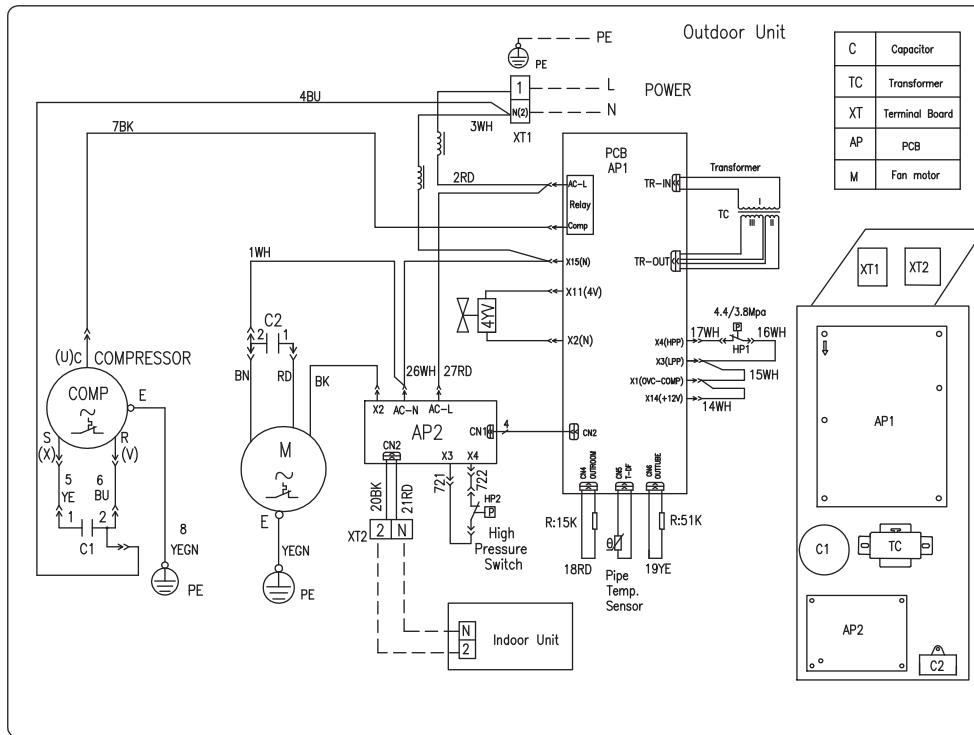 Outdoor Unit
PE
PE
L
POWER
N
1
N(2)
XT1
4BU
3WH
7BK
2RD
C Capacitor
TC Transformer
XT Terminal Board
AP PCB
M Fan motor
PCB
AP1
AC-L
Relay
Comp
TR-IN
Transformer
TC
I
III
II
TR-OUT
X15(N)
X11(4V)
4YV
X2(N)
1WH
C2
2
1
BN
RD
BK
26WH
27RD
4.4/3.8Mpa
17WH
P
16WH
HP1
X4(HPP)
X3(LPP)
15WH
X1(OVC-COMP)
X14(+12V)
14WH
(U)C
COMPRESSOR
COMP
E
S
(X)
R
(V)
5
YE
6
BU
1
2
C1
8
YEGN
PE
M
E
YEGN
PE
X2
AC-N
AC-L
AP2
CN1
4
CN2
CN2
X3
X4
20BK
21RD
721
722
HP2
P
High
Pressure
Switch
XT2
2
N
CN4
OUTROOM
CN5
T-DF
CN6
OUTTUBE
R:15K
R:51K
θ
18RD
19YE
Pipe
Temp.
Sensor
N
2
Indoor Unit
XT1
XT2
AP1
C1
TC
AP2
C2